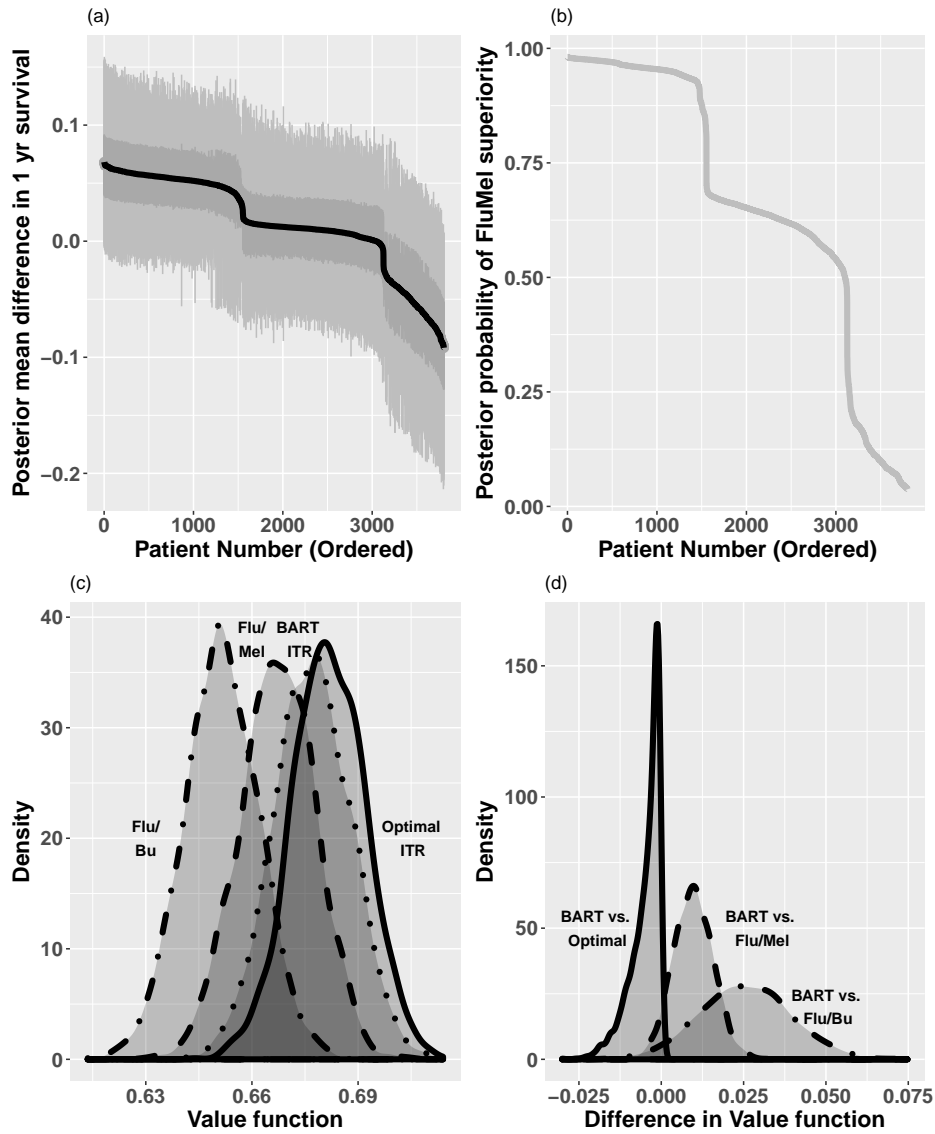 (a)
Posterior mean difference in 1 yr survival
0.1
0.0
−0.1
−0.2
0
1000
2000
3000
Patient Number (Ordered)
(b)
Posterior probability of FluMel superiority
1.00
0.75
0.50
0.25
0.00
0
1000
2000
3000
Patient Number (Ordered)
(c)
Density
40
30
20
10
0
Flu/
Bu
Flu/
Mel
BART
ITR
Optimal
ITR
0.63
0.66
0.69
Value function
(d)
Density
150
100
50
0
BART vs.
Optimal
BART vs.
Flu/Mel
BART vs.
Flu/Bu
−0.025
0.000
0.025
0.050
0.075
Difference in Value function